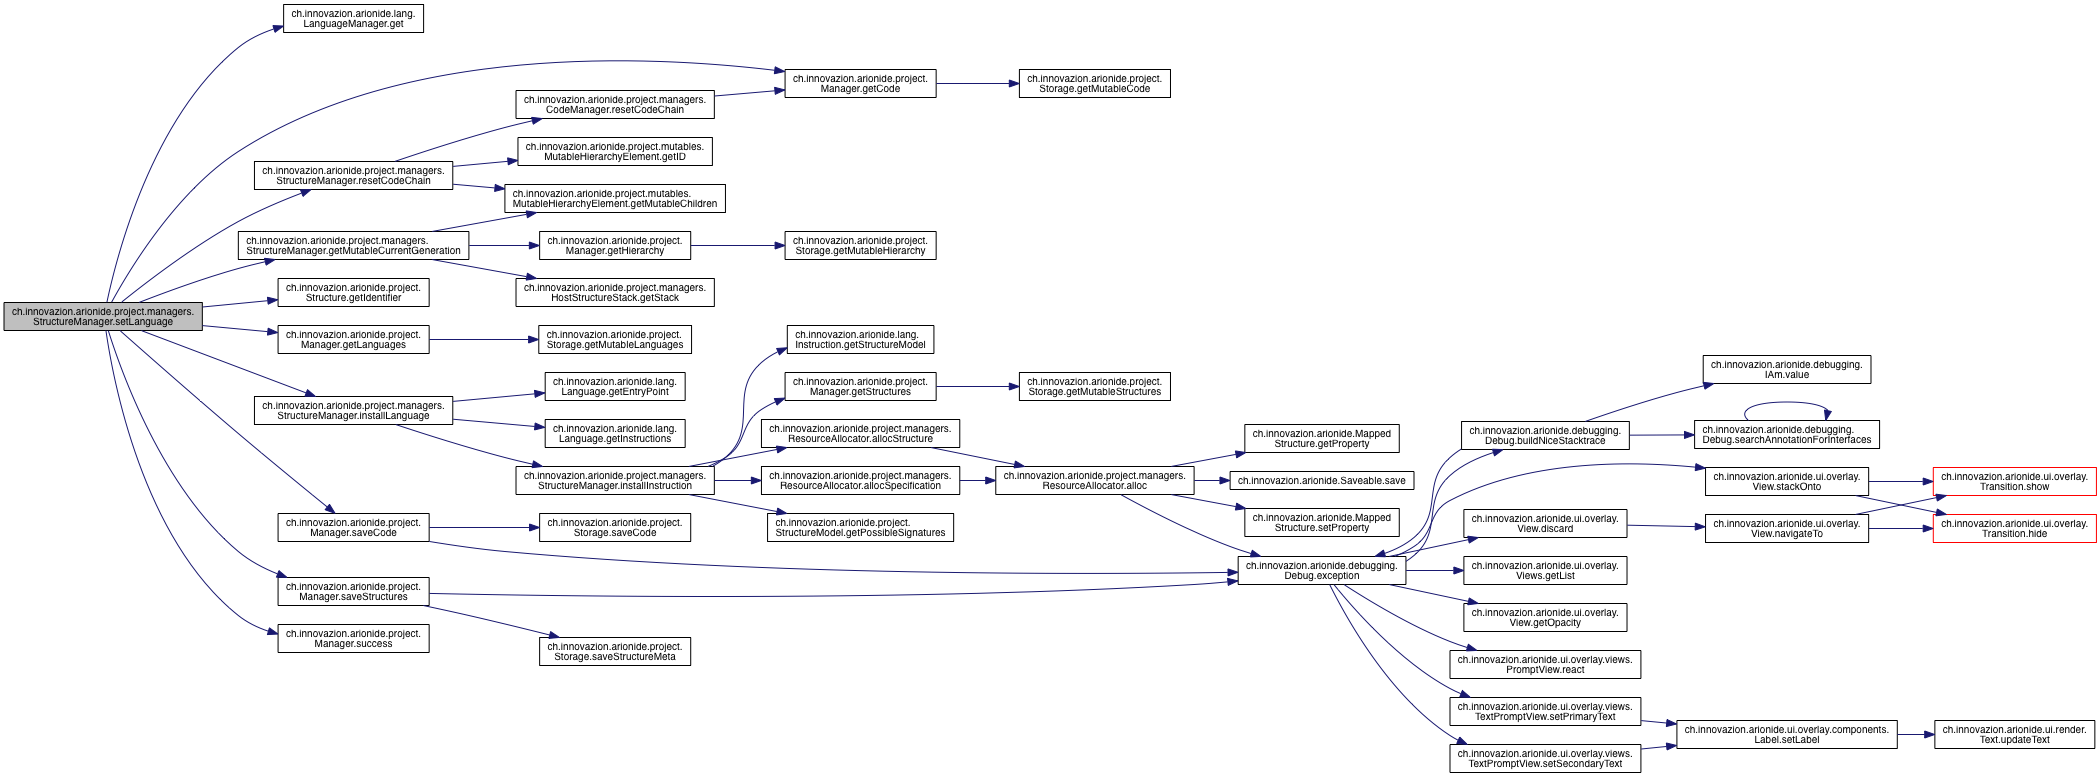 ch.innovazion.arionide.lang.
LanguageManager.get
ch.innovazion.arionide.project.
Manager.getCode
ch.innovazion.arionide.project.
Storage.getMutableCode
ch.innovazion.arionide.project.managers.
CodeManager.resetCodeChain
ch.innovazion.arionide.project.mutables.
MutableHierarchyElement.getID
ch.innovazion.arionide.project.managers.
StructureManager.resetCodeChain
ch.innovazion.arionide.project.mutables.
MutableHierarchyElement.getMutableChildren
ch.innovazion.arionide.project.managers.
StructureManager.getMutableCurrentGeneration
ch.innovazion.arionide.project.
Manager.getHierarchy
ch.innovazion.arionide.project.
Storage.getMutableHierarchy
ch.innovazion.arionide.project.
Structure.getIdentifier
ch.innovazion.arionide.project.managers.
HostStructureStack.getStack
ch.innovazion.arionide.project.managers.
StructureManager.setLanguage
ch.innovazion.arionide.project.
Manager.getLanguages
ch.innovazion.arionide.project.
Storage.getMutableLanguages
ch.innovazion.arionide.lang.
Instruction.getStructureModel
ch.innovazion.arionide.debugging.
IAm.value
ch.innovazion.arionide.lang.
Language.getEntryPoint
ch.innovazion.arionide.project.
Manager.getStructures
ch.innovazion.arionide.project.
Storage.getMutableStructures
ch.innovazion.arionide.project.managers.
StructureManager.installLanguage
ch.innovazion.arionide.lang.
Language.getInstructions
ch.innovazion.arionide.project.managers.
ResourceAllocator.allocStructure
ch.innovazion.arionide.Mapped
Structure.getProperty
ch.innovazion.arionide.debugging.
Debug.buildNiceStacktrace
ch.innovazion.arionide.debugging.
Debug.searchAnnotationForInterfaces
ch.innovazion.arionide.project.managers.
StructureManager.installInstruction
ch.innovazion.arionide.project.managers.
ResourceAllocator.allocSpecification
ch.innovazion.arionide.project.managers.
ResourceAllocator.alloc
ch.innovazion.arionide.Saveable.save
ch.innovazion.arionide.ui.overlay.
View.stackOnto
ch.innovazion.arionide.ui.overlay.
Transition.show
ch.innovazion.arionide.project.
Manager.saveCode
ch.innovazion.arionide.project.
Storage.saveCode
ch.innovazion.arionide.project.
StructureModel.getPossibleSignatures
ch.innovazion.arionide.Mapped
Structure.setProperty
ch.innovazion.arionide.ui.overlay.
View.discard
ch.innovazion.arionide.ui.overlay.
View.navigateTo
ch.innovazion.arionide.ui.overlay.
Transition.hide
ch.innovazion.arionide.debugging.
Debug.exception
ch.innovazion.arionide.ui.overlay.
Views.getList
ch.innovazion.arionide.project.
Manager.saveStructures
ch.innovazion.arionide.ui.overlay.
View.getOpacity
ch.innovazion.arionide.project.
Manager.success
ch.innovazion.arionide.project.
Storage.saveStructureMeta
ch.innovazion.arionide.ui.overlay.views.
PromptView.react
ch.innovazion.arionide.ui.overlay.views.
TextPromptView.setPrimaryText
ch.innovazion.arionide.ui.overlay.components.
Label.setLabel
ch.innovazion.arionide.ui.render.
Text.updateText
ch.innovazion.arionide.ui.overlay.views.
TextPromptView.setSecondaryText